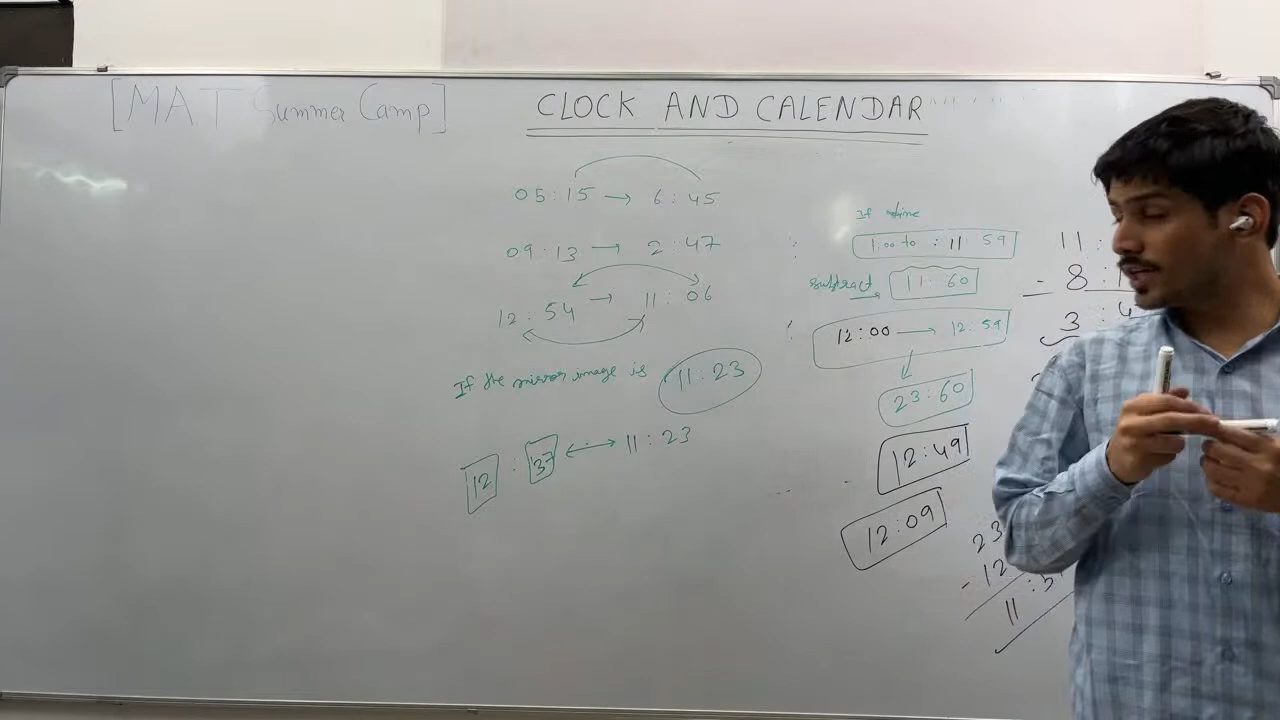 [MAT Summer Camp]
CLOCK AND CALENDAR
05:15 → 6:45
09:13 → 2:47
12:54 → 11:06
If the mirror image is 11:23
12:37 ↔ 11:23
If
1:00 to :11:59
subtract → 11:60
12:00 → 12:59
↓
23:60
12:49
12:09
11:
- 8:
3:4
23
- 12
11:5